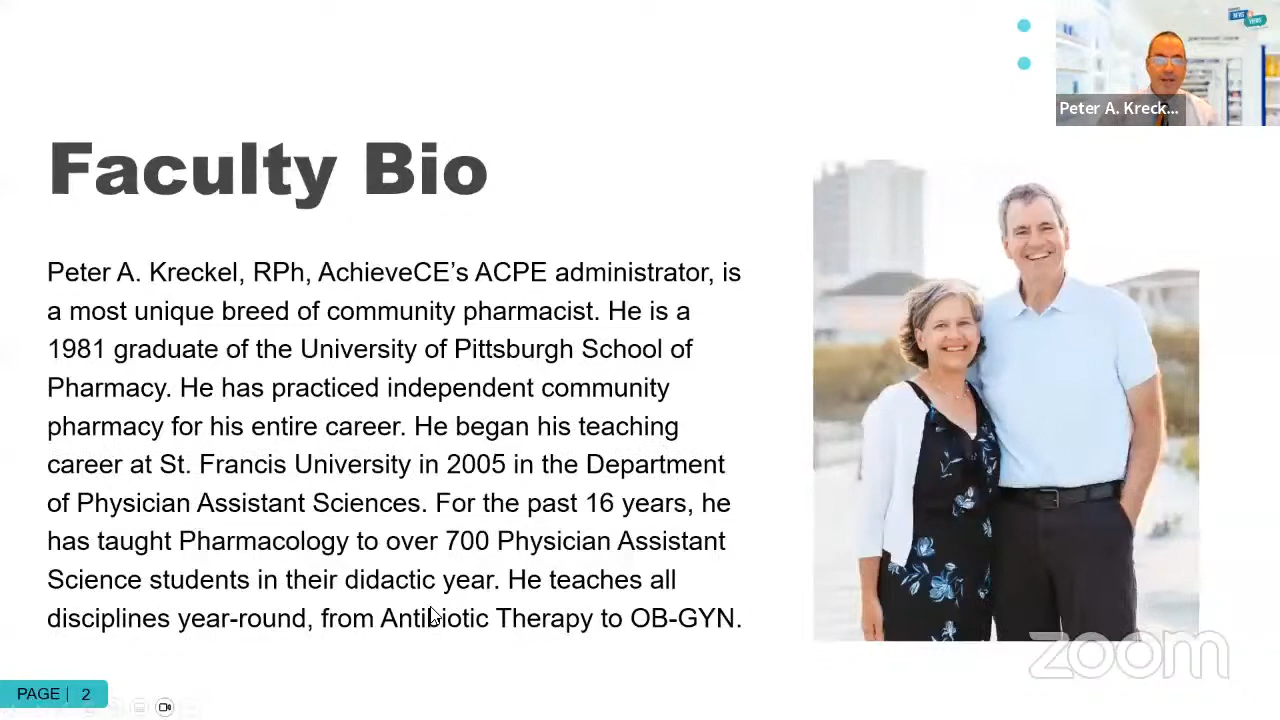 NEWS
VIEWS
Peter A. Kreck...
Faculty Bio
Peter A. Kreckel, RPh, AchieveCE’s ACPE administrator, is
a most unique breed of community pharmacist. He is a
1981 graduate of the University of Pittsburgh School of
Pharmacy. He has practiced independent community
pharmacy for his entire career. He began his teaching
career at St. Francis University in 2005 in the Department
of Physician Assistant Sciences. For the past 16 years, he
has taught Pharmacology to over 700 Physician Assistant
Science students in their didactic year. He teaches all
disciplines year-round, from Antibiotic Therapy to OB-GYN.
zoom
PAGE | 2